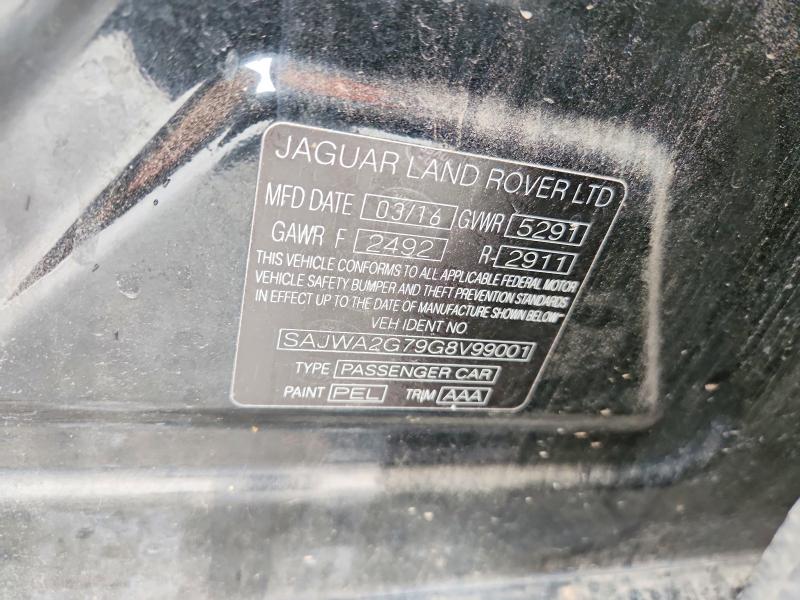 JAGUAR LAND ROVER LTD
MFD DATE 03/16 GVWR 5291
GAWR F 2492 R- 2911
THIS VEHICLE CONFORMS TO ALL APPLICABLE FEDERAL MOTOR
VEHICLE SAFETY BUMPER AND THEFT PREVENTION STANDARDS
IN EFFECT UP TO THE DATE OF MANUFACTURE SHOWN BELOW
VEH IDENT NO
SAJWA2G79G8V99001
TYPE PASSENGER CAR
PAINT PEL TRIM AAA